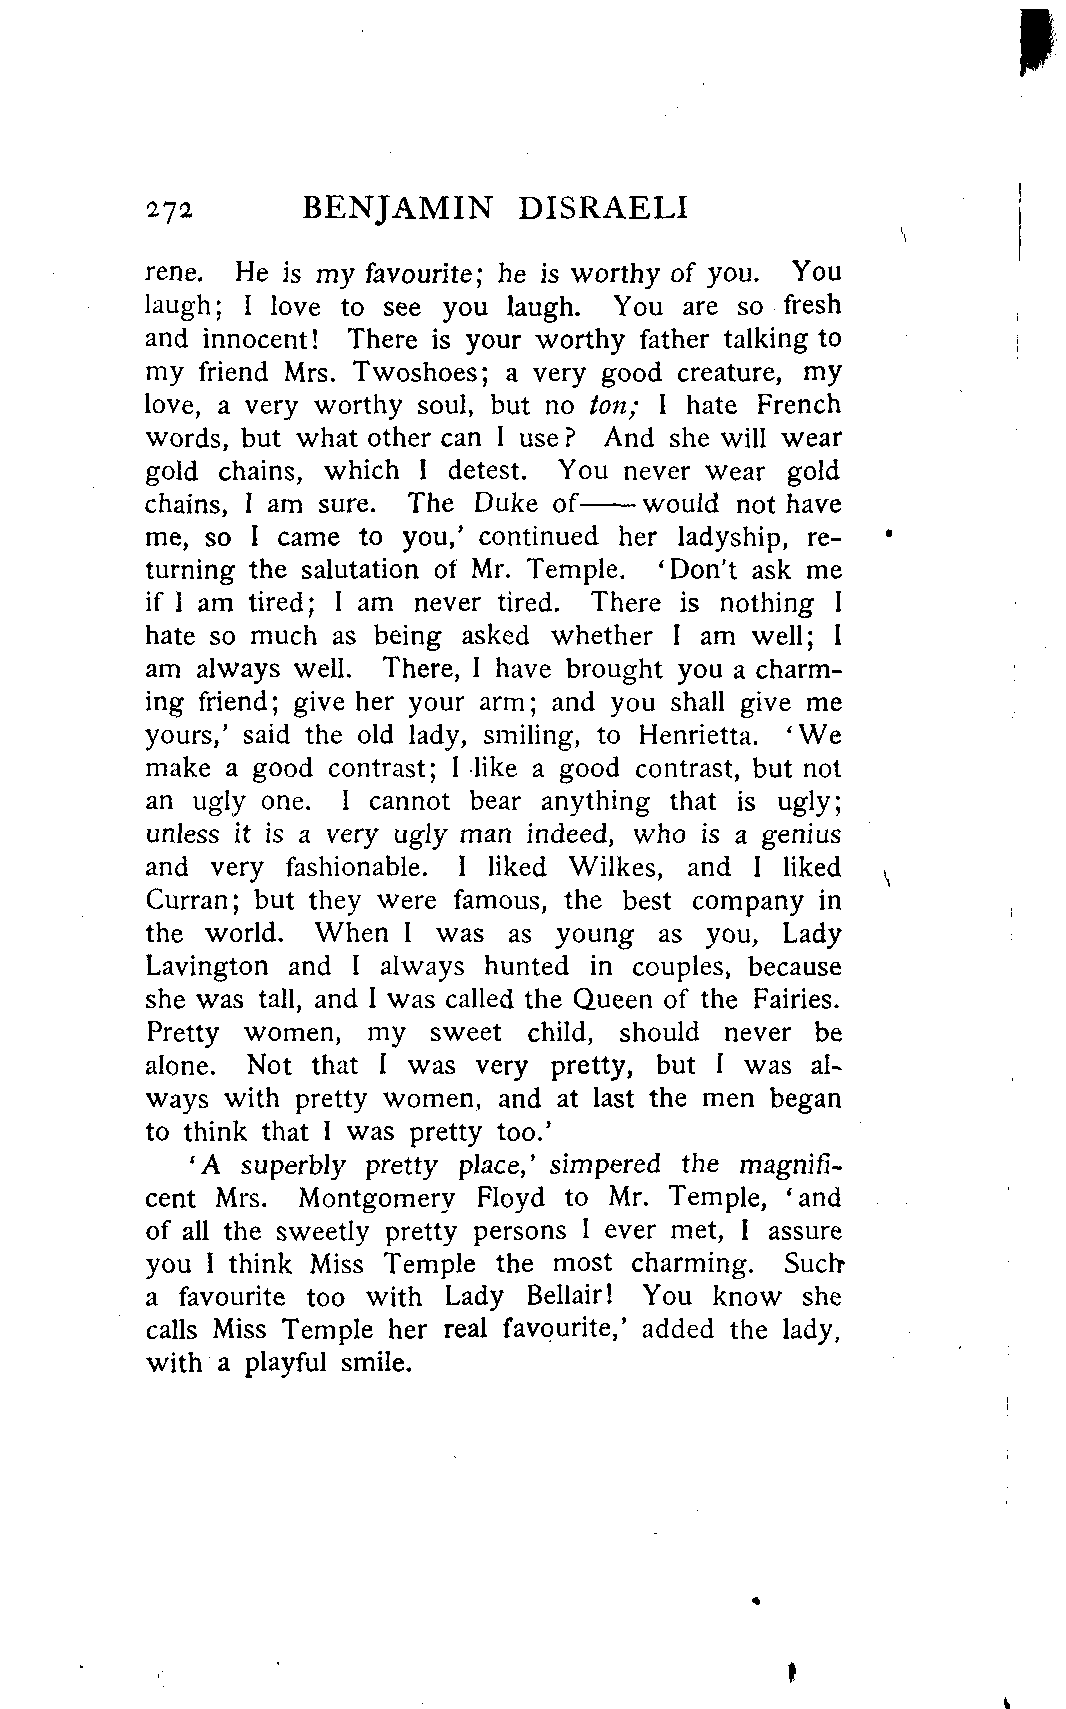 272 BENJAMIN DISRAELI
rene. He is my favourite; he is worthy of you. You
laugh; I love to see you laugh. You are so fresh
and innocent! There is your worthy father talking to
my friend Mrs. Twoshoes; a very good creature, my
love, a very worthy soul, but no ton; I hate French
words, but what other can I use? And she will wear
gold chains, which I detest. You never wear gold
chains, I am sure. The Duke of—— would not have
me, so I came to you,' continued her ladyship, re-
turning the salutation of Mr. Temple. 'Don't ask me
if I am tired; I am never tired. There is nothing I
hate so much as being asked whether I am well; I
am always well. There, I have brought you a charm-
ing friend; give her your arm; and you shall give me
yours,' said the old lady, smiling, to Henrietta. 'We
make a good contrast; I like a good contrast, but not
an ugly one. I cannot bear anything that is ugly;
unless it is a very ugly man indeed, who is a genius
and very fashionable. I liked Wilkes, and I liked
Curran; but they were famous, the best company in
the world. When I was as young as you, Lady
Lavington and I always hunted in couples, because
she was tall, and I was called the Queen of the Fairies.
Pretty women, my sweet child, should never be
alone. Not that I was very pretty, but I was al-
ways with pretty women, and at last the men began
to think that I was pretty too.'
'A superbly pretty place,' simpered the magnifi-
cent Mrs. Montgomery Floyd to Mr. Temple, 'and
of all the sweetly pretty persons I ever met, I assure
you I think Miss Temple the most charming. Such
a favourite too with Lady Bellair! You know she
calls Miss Temple her real favourite,' added the lady,
with a playful smile.